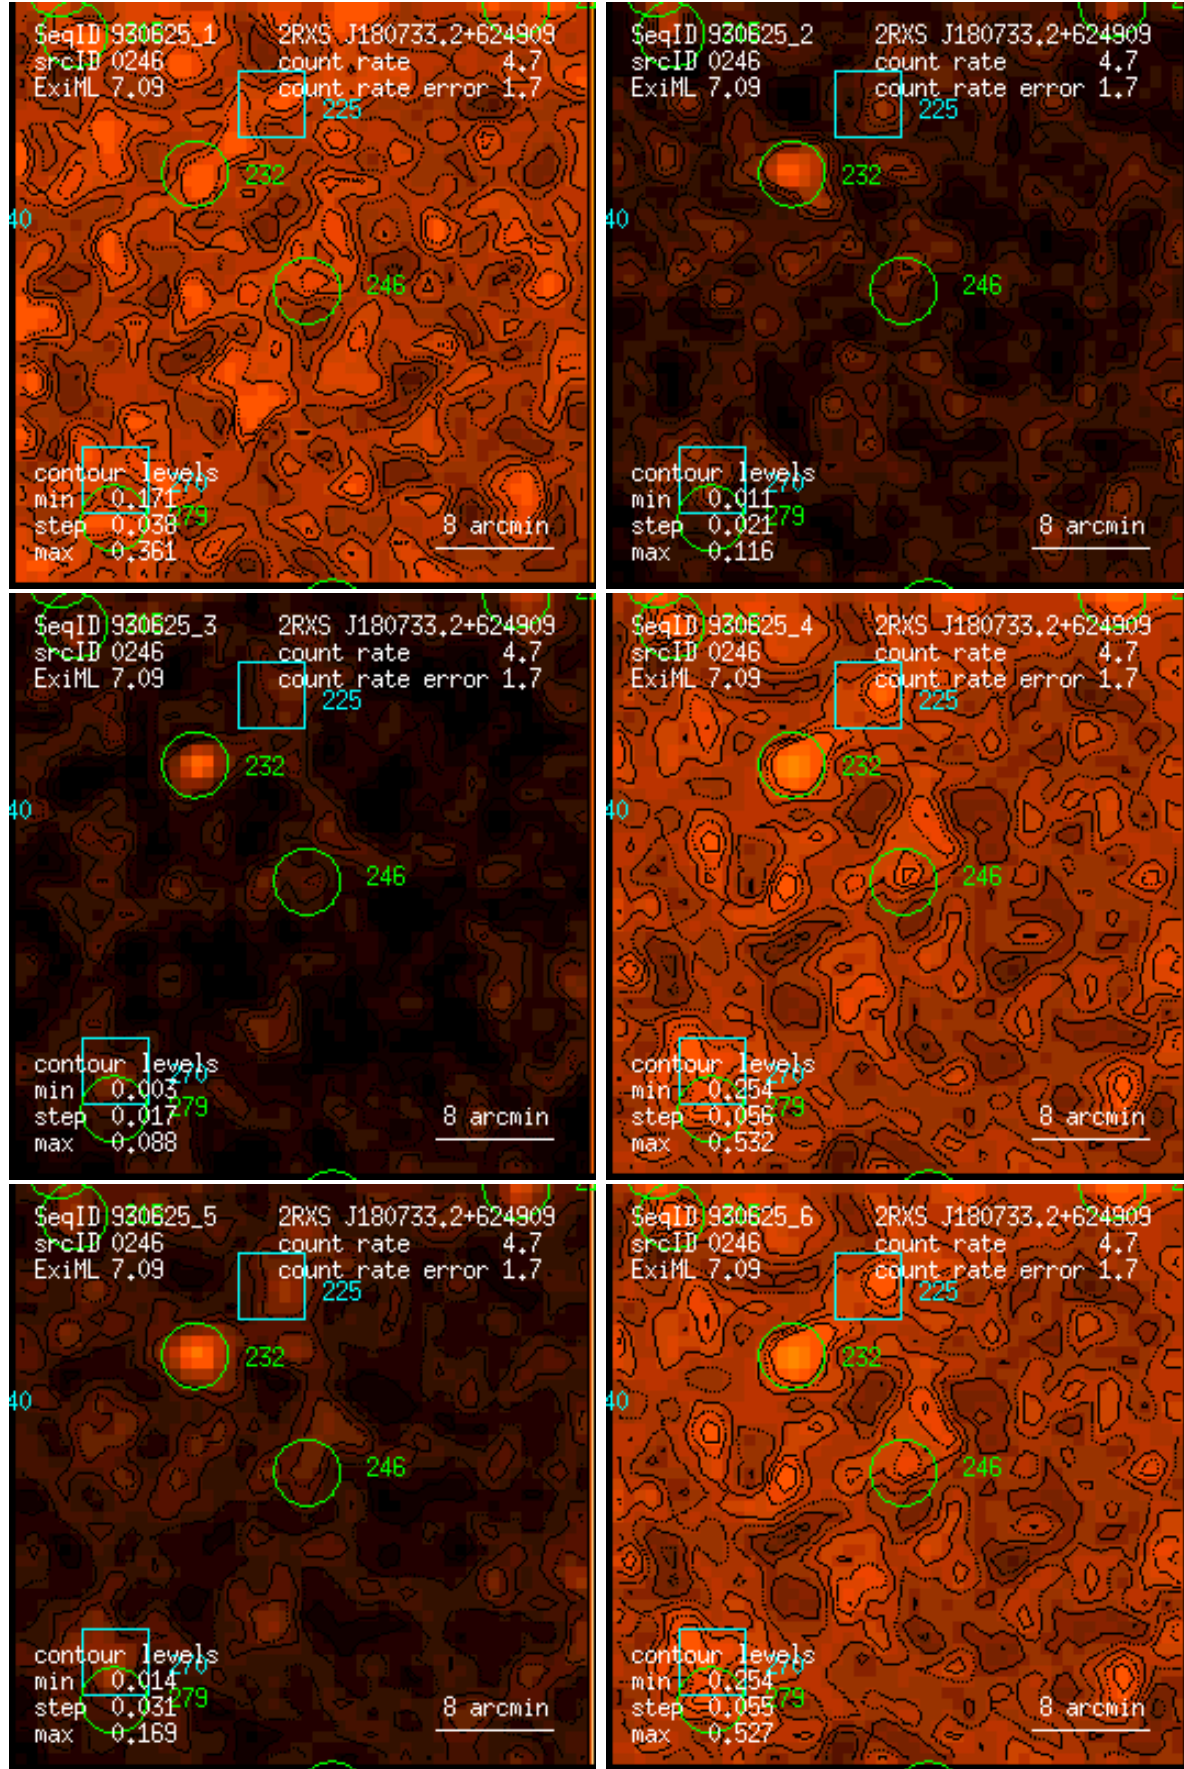 SeqID 930625_1 2RXS J180733.2+624909
srcID 0246 count rate 4.7
ExiML 7.09 count rate error 1.7
225
232
40
246
contour levels
270
min 0.171
279
step 0.038
max 0.361
8 arcmin
SeqID 930625_2 2RXS J180733.2+624909
srcID 0246 count rate 4.7
ExiML 7.09 count rate error 1.7
225
232
40
246
contour levels
270
min 0.011
279
step 0.021
max 0.116
8 arcmin
SeqID 930625_3 2RXS J180733.2+624909
srcID 0246 count rate 4.7
ExiML 7.09 count rate error 1.7
225
232
40
246
contour levels
270
min 0.003
279
step 0.017
max 0.088
8 arcmin
SeqID 930625_4 2RXS J180733.2+624909
srcID 0246 count rate 4.7
ExiML 7.09 count rate error 1.7
225
232
40
246
contour levels
270
min 0.254
279
step 0.056
max 0.532
8 arcmin
SeqID 930625_5 2RXS J180733.2+624909
srcID 0246 count rate 4.7
ExiML 7.09 count rate error 1.7
225
232
40
246
contour levels
270
min 0.014
279
step 0.031
max 0.169
8 arcmin
SeqID 930625_6 2RXS J180733.2+624909
srcID 0246 count rate 4.7
ExiML 7.09 count rate error 1.7
225
232
40
246
contour levels
270
min 0.254
279
step 0.055
max 0.527
8 arcmin